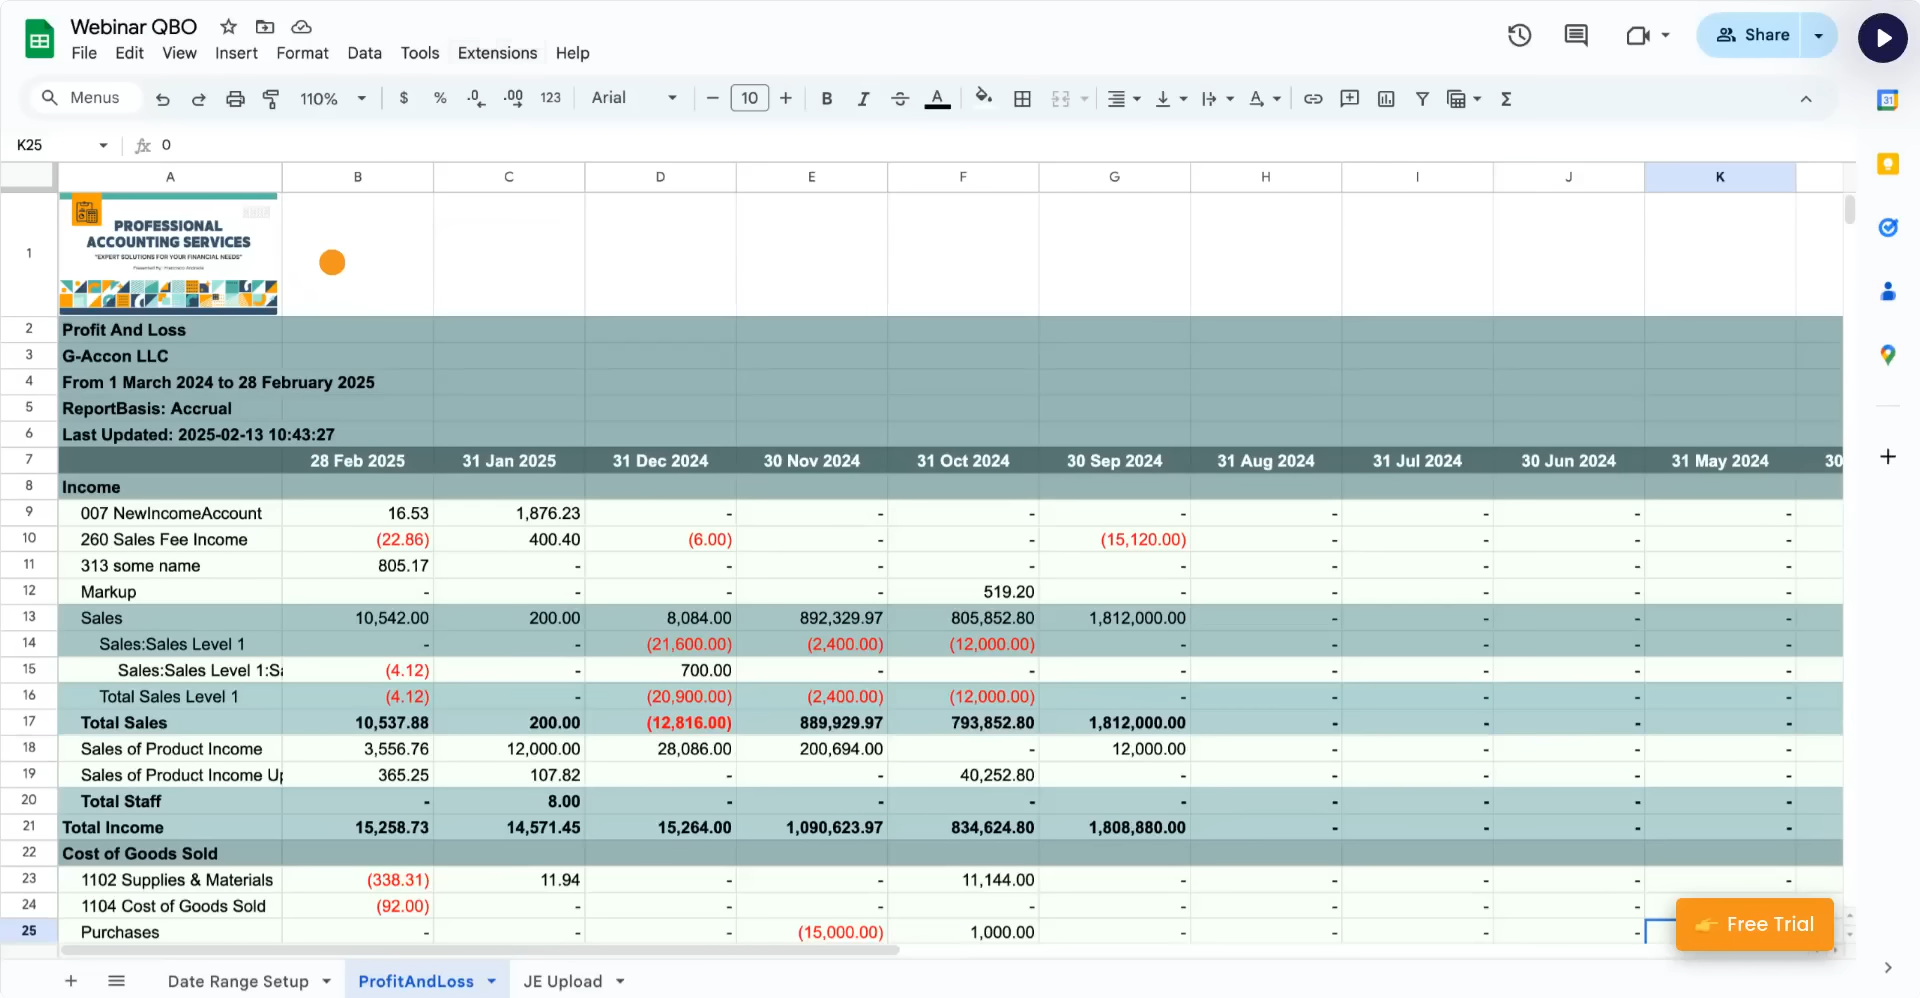 Webinar QBO
File Edit View Insert Format Data Tools Extensions Help
Share
Menus 110% $ % .0 .00 123 Arial 10 B I A Σ
K25 fx 0
A B C D E F G H I J K
1
PROFESSIONAL
ACCOUNTING SERVICES
"EXPERT SOLUTIONS FOR YOUR FINANCIAL NEEDS"
2 Profit And Loss
3 G-Accon LLC
4 From 1 March 2024 to 28 February 2025
5 ReportBasis: Accrual
6 Last Updated: 2025-02-13 10:43:27
7 28 Feb 2025 31 Jan 2025 31 Dec 2024 30 Nov 2024 31 Oct 2024 30 Sep 2024 31 Aug 2024 31 Jul 2024 30 Jun 2024 31 May 2024 30
8 Income
9 007 NewIncomeAccount 16.53 1,876.23 - - - - - - - -
10 260 Sales Fee Income (22.86) 400.40 (6.00) - - (15,120.00) - - - -
11 313 some name 805.17 - - - - - - - - -
12 Markup - - - - 519.20 - - - - -
13 Sales 10,542.00 200.00 8,084.00 892,329.97 805,852.80 1,812,000.00 - - - -
14 Sales:Sales Level 1 - - (21,600.00) (2,400.00) (12,000.00) - - - - -
15 Sales:Sales Level 1:Sa (4.12) - 700.00 - - - - - - -
16 Total Sales Level 1 (4.12) - (20,900.00) (2,400.00) (12,000.00) - - - - -
17 Total Sales 10,537.88 200.00 (12,816.00) 889,929.97 793,852.80 1,812,000.00 - - - -
18 Sales of Product Income 3,556.76 12,000.00 28,086.00 200,694.00 - 12,000.00 - - - -
19 Sales of Product Income Up 365.25 107.82 - - 40,252.80 - - - - -
20 Total Staff - 8.00 - - - - - - - -
21 Total Income 15,258.73 14,571.45 15,264.00 1,090,623.97 834,624.80 1,808,880.00 - - - -
22 Cost of Goods Sold
23 1102 Supplies & Materials (338.31) 11.94 - - 11,144.00 - - - - -
24 1104 Cost of Goods Sold (92.00) - - - - - - - -
25 Purchases - - - (15,000.00) 1,000.00 - - - -
Free Trial
Date Range Setup ProfitAndLoss JE Upload
31